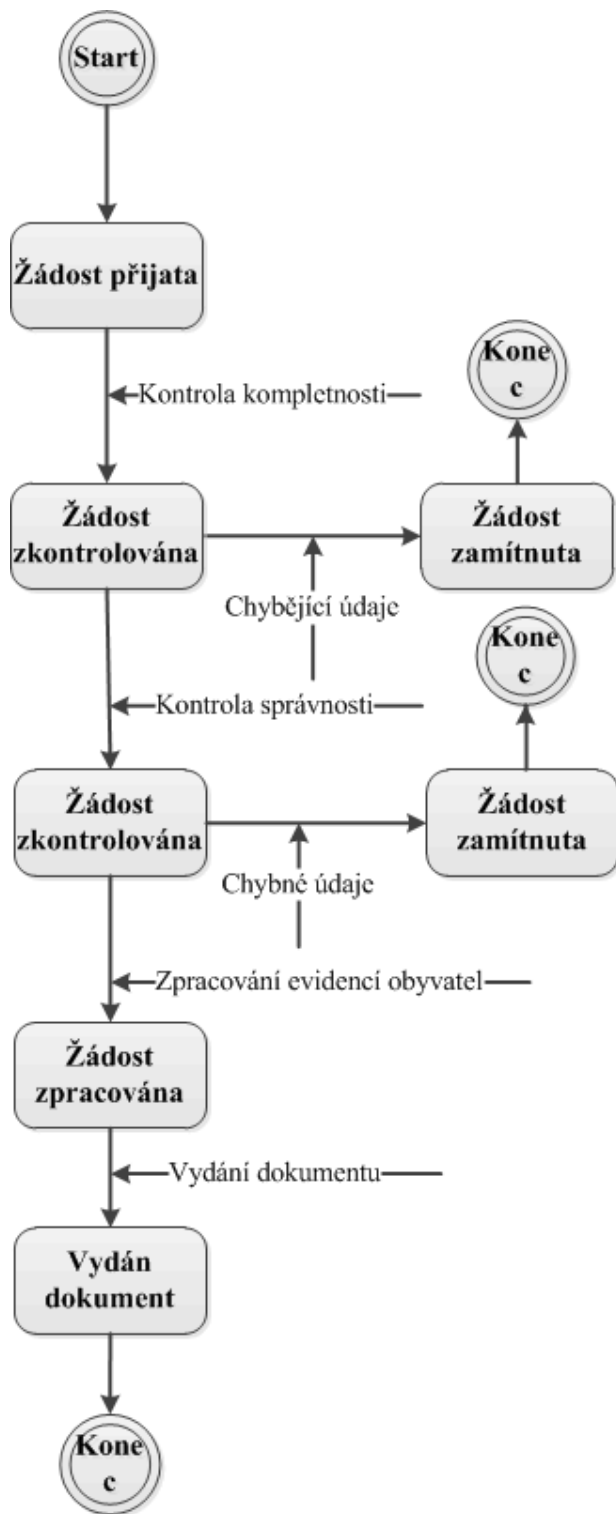 Start
Žádost přijata
Kontrola kompletnosti
Kone
c
Žádost
zkontrolována
Žádost
zamítnuta
Chybějící údaje
Kone
c
Kontrola správnosti
Žádost
zkontrolována
Žádost
zamítnuta
Chybné údaje
Zpracování evidencí obyvatel
Žádost
zpracována
Vydání dokumentu
Vydán
dokument
Kone
c